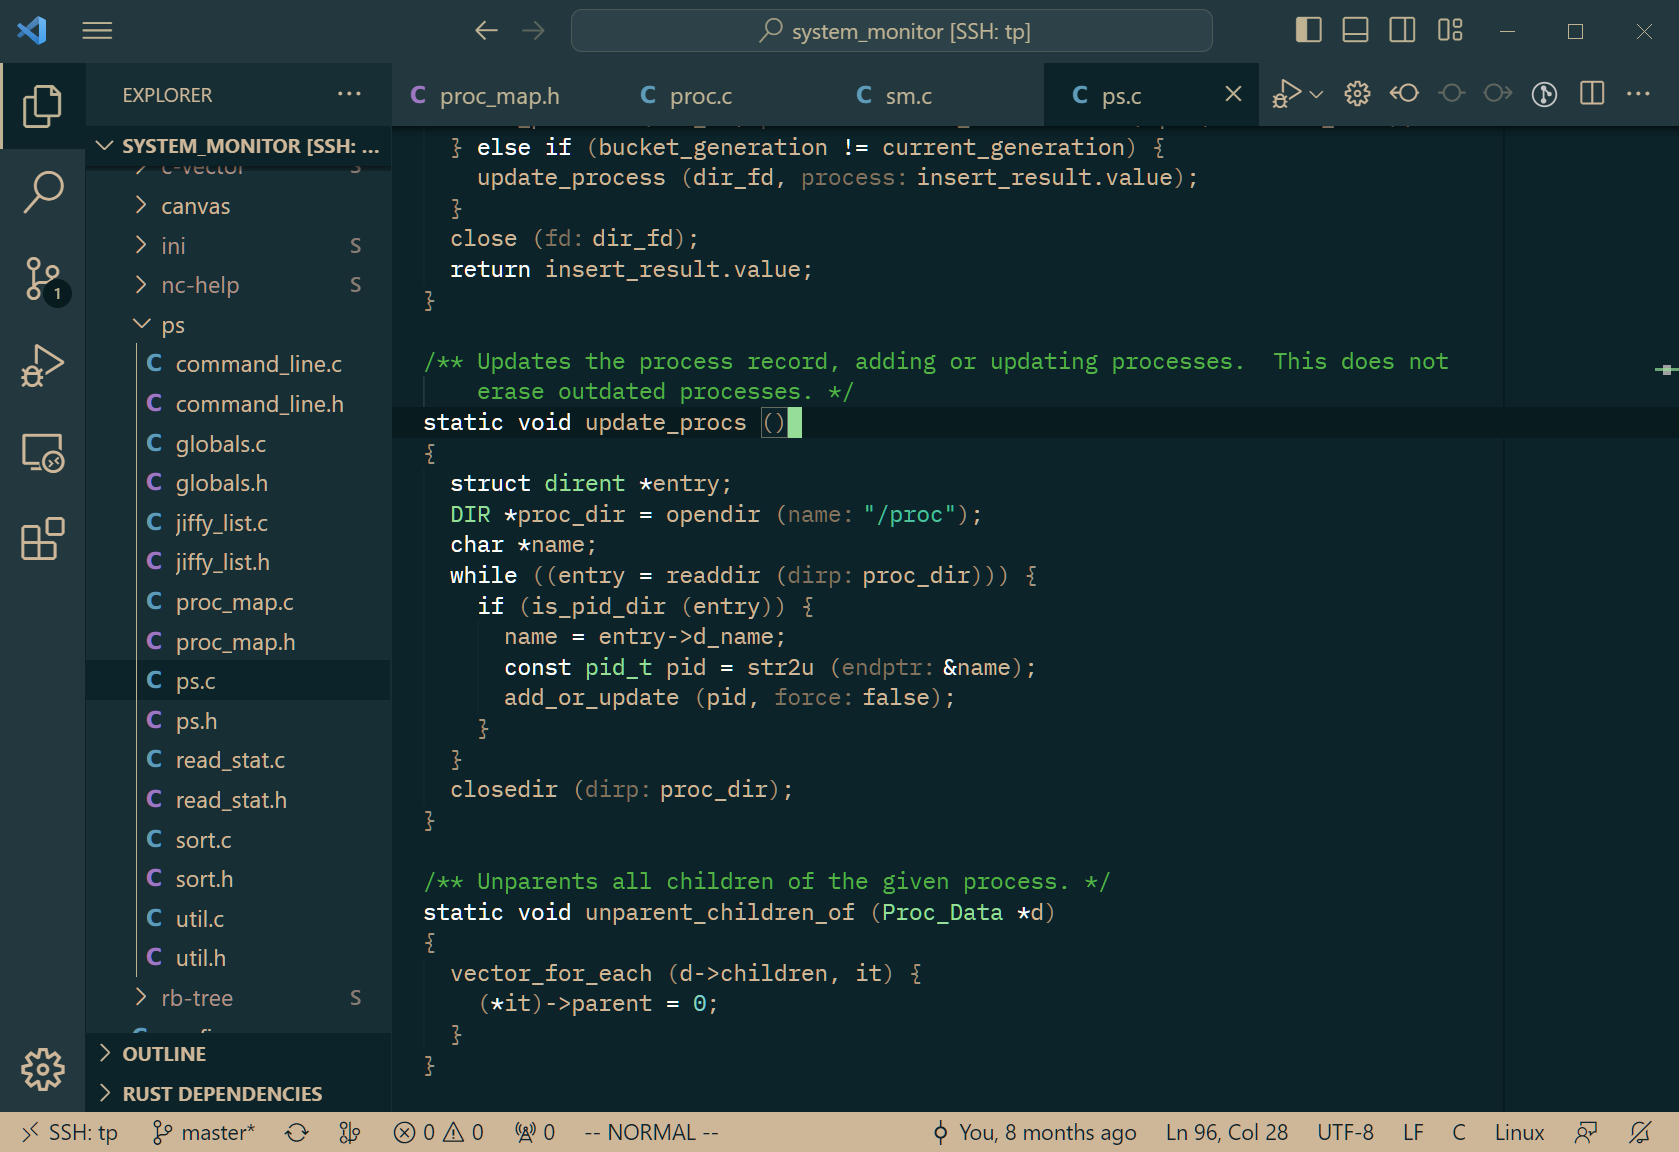 system_monitor [SSH: tp]
EXPLORER
proc_map.h
proc.c
sm.c
ps.c
SYSTEM_MONITOR [SSH: ...
c-vector S
canvas
ini S
nc-help S
ps
C command_line.c
C command_line.h
C globals.c
C globals.h
C jiffy_list.c
C jiffy_list.h
C proc_map.c
C proc_map.h
C ps.c
C ps.h
C read_stat.c
C read_stat.h
C sort.c
C sort.h
C util.c
C util.h
rb-tree S
OUTLINE
RUST DEPENDENCIES
} else if (bucket_generation != current_generation) {
update_process (dir_fd, process: insert_result.value);
}
close (fd: dir_fd);
return insert_result.value;
}
/** Updates the process record, adding or updating processes.  This does not
erase outdated processes. */
static void update_procs ()
{
struct dirent *entry;
DIR *proc_dir = opendir (name: "/proc");
char *name;
while ((entry = readdir (dirp: proc_dir))) {
if (is_pid_dir (entry)) {
name = entry->d_name;
const pid_t pid = str2u (endptr: &name);
add_or_update (pid, force: false);
}
}
closedir (dirp: proc_dir);
}
/** Unparents all children of the given process. */
static void unparent_children_of (Proc_Data *d)
{
vector_for_each (d->children, it) {
(*it)->parent = 0;
}
}
1
SSH: tp master* 0 0 0 -- NORMAL -- You, 8 months ago Ln 96, Col 28 UTF-8 LF C Linux